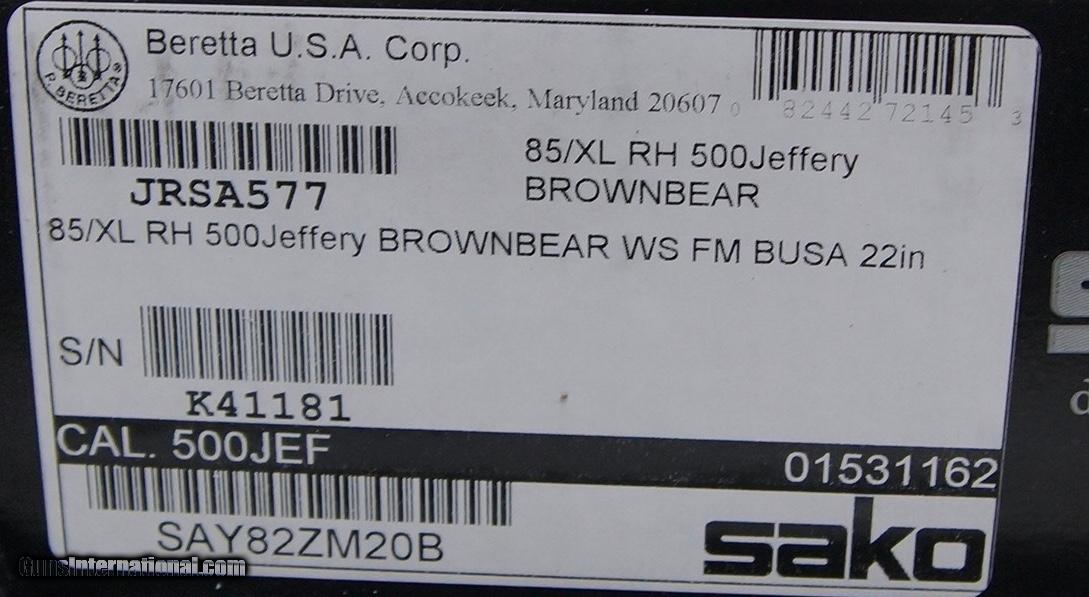 Beretta U.S.A. Corp.
17601 Beretta Drive, Accokeek, Maryland 20607
P. BERETTA
0 82442 72145 3
JRSA577
85/XL RH 500Jeffery
BROWNBEAR
85/XL RH 500Jeffery BROWNBEAR WS FM BUSA 22in
S/N
K41181
CAL. 500JEF
01531162
SAY82ZM20B
sako
GunsInternational.com